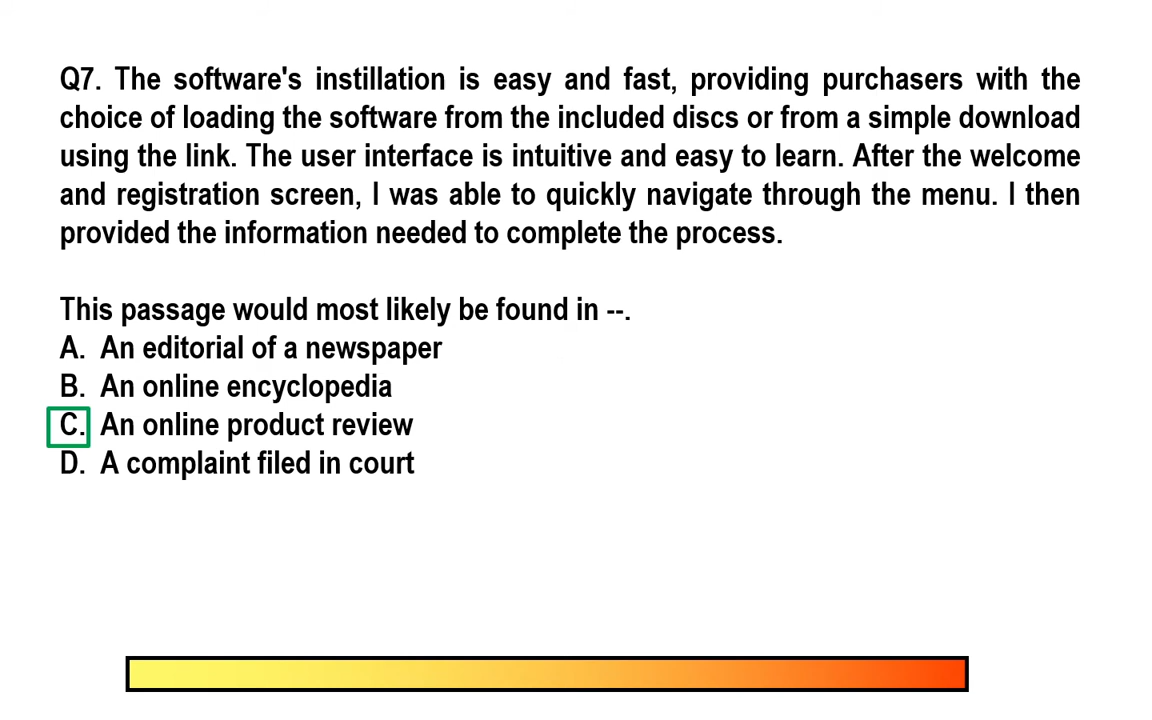 Q7. The software's instillation is easy and fast, providing purchasers with the
choice of loading the software from the included discs or from a simple download
using the link. The user interface is intuitive and easy to learn. After the welcome
and registration screen, I was able to quickly navigate through the menu. I then
provided the information needed to complete the process.
This passage would most likely be found in --.
A. An editorial of a newspaper
B. An online encyclopedia
C. An online product review
D. A complaint filed in court